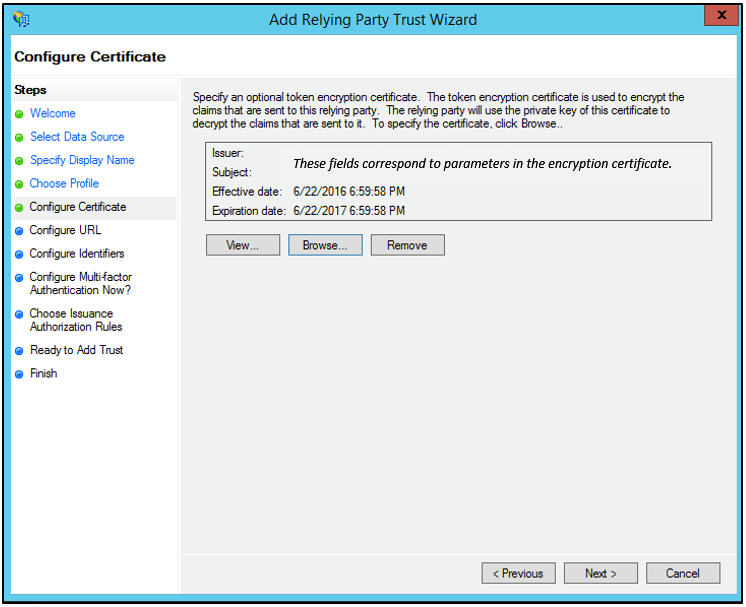 Add Relying Party Trust Wizard
x
Configure Certificate
Steps
Welcome
Select Data Source
Specify Display Name
Choose Profile
Configure Certificate
Configure URL
Configure Identifiers
Configure Multi-factor
Authentication Now?
Choose Issuance
Authorization Rules
Ready to Add Trust
Finish
Specify an optional token encryption certificate. The token encryption certificate is used to encrypt the
claims that are sent to this relying party. The relying party will use the private key of this certificate to
decrypt the claims that are sent to it. To specify the certificate, click Browse..
Issuer:
These fields correspond to parameters in the encryption certificate.
Subject:
Effective date: 6/22/2016 6:59:58 PM
Expiration date: 6/22/2017 6:59:58 PM
View... Browse... Remove
< Previous Next > Cancel